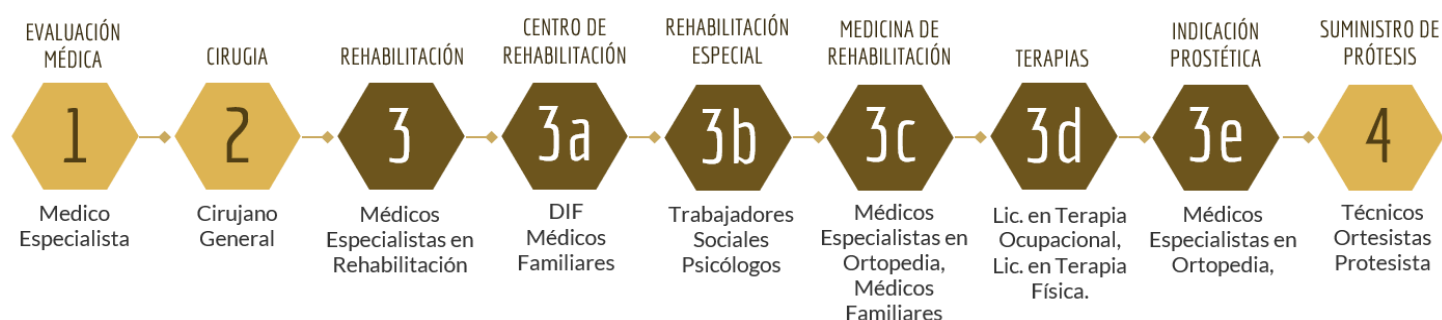 EVALUACIÓN
MÉDICA
1
Medico
Especialista
CIRUGIA
2
Cirujano
General
REHABILITACIÓN
3
Médicos
Especialistas en
Rehabilitación
CENTRO DE
REHABILITACIÓN
3a
DIF
Médicos
Familiares
REHABILITACIÓN
ESPECIAL
3b
Trabajadores
Sociales
Psicólogos
MEDICINA DE
REHABILITACIÓN
3c
Médicos
Especialistas en
Ortopedia,
Médicos
Familiares
TERAPIAS
3d
Lic. en Terapia
Ocupacional,
Lic. en Terapia
Física.
INDICACIÓN
PROSTÉTICA
3e
Médicos
Especialistas en
Ortopedia,
SUMINISTRO DE
PRÓTESIS
4
Técnicos
Ortesistas
Protesista